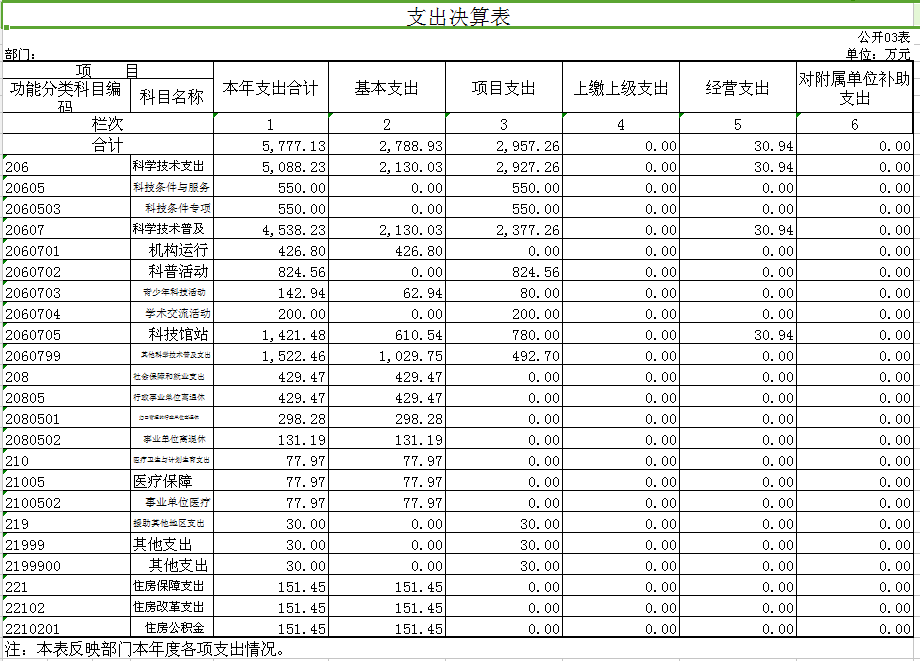 支出决算表
公开03表
部门: 单位: 万元
项 目 本年支出合计 基本支出 项目支出 上缴上级支出 经营支出 对附属单位补助支出
功能分类科目编码 科目名称
栏次 1 2 3 4 5 6
合计 5,777.13 2,788.93 2,957.26 0.00 30.94 0.00
206 科学技术支出 5,088.23 2,130.03 2,927.26 0.00 30.94 0.00
20605 科技条件与服务 550.00 0.00 550.00 0.00 0.00 0.00
2060503 科技条件专项 550.00 0.00 550.00 0.00 0.00 0.00
20607 科学技术普及 4,538.23 2,130.03 2,377.26 0.00 30.94 0.00
2060701 机构运行 426.80 426.80 0.00 0.00 0.00 0.00
2060702 科普活动 824.56 0.00 824.56 0.00 0.00 0.00
2060703 青少年科技活动 142.94 62.94 80.00 0.00 0.00 0.00
2060704 学术交流活动 200.00 0.00 200.00 0.00 0.00 0.00
2060705 科技馆站 1,421.48 610.54 780.00 0.00 30.94 0.00
2060799 其他科学技术普及支出 1,522.46 1,029.75 492.70 0.00 0.00 0.00
208 社会保障和就业支出 429.47 429.47 0.00 0.00 0.00 0.00
20805 行政事业单位离退休 429.47 429.47 0.00 0.00 0.00 0.00
2080501 298.28 298.28 0.00 0.00 0.00 0.00
2080502 事业单位离退休 131.19 131.19 0.00 0.00 0.00 0.00
210 医疗卫生与计划生育支出 77.97 77.97 0.00 0.00 0.00 0.00
21005 医疗保障 77.97 77.97 0.00 0.00 0.00 0.00
2100502 事业单位医疗 77.97 77.97 0.00 0.00 0.00 0.00
219 援助其他地区支出 30.00 0.00 30.00 0.00 0.00 0.00
21999 其他支出 30.00 0.00 30.00 0.00 0.00 0.00
2199900 其他支出 30.00 0.00 30.00 0.00 0.00 0.00
221 住房保障支出 151.45 151.45 0.00 0.00 0.00 0.00
22102 住房改革支出 151.45 151.45 0.00 0.00 0.00 0.00
2210201 住房公积金 151.45 151.45 0.00 0.00 0.00 0.00
注: 本表反映部门本年度各项支出情况。